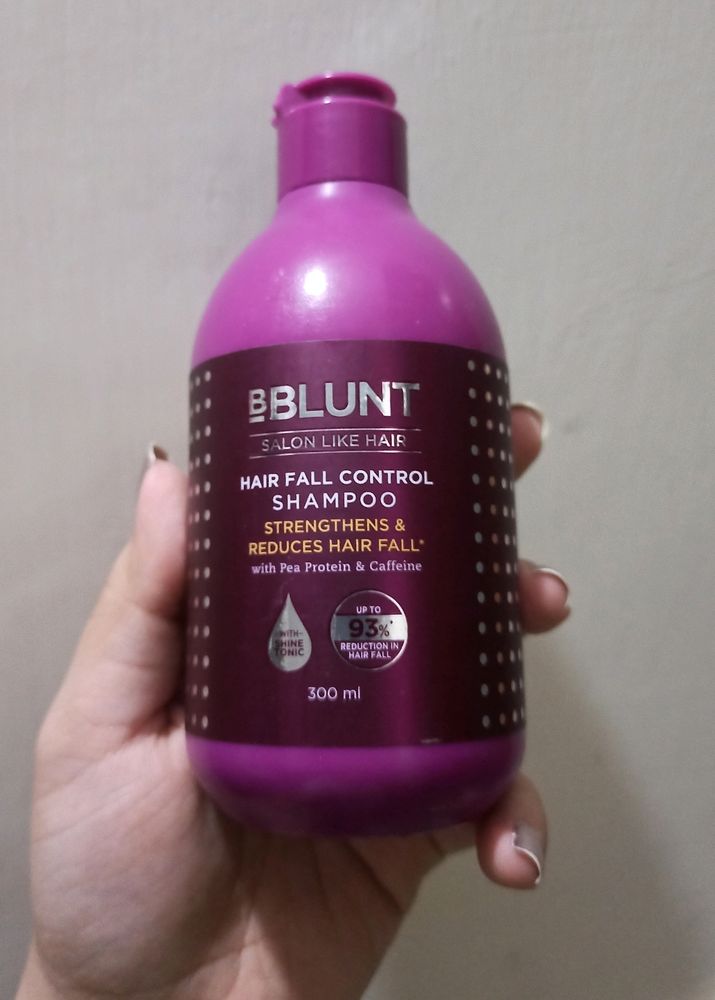 BBLUNT
SALON LIKE HAIR
HAIR FALL CONTROL
SHAMPOO
STRENGTHENS &
REDUCES HAIR FALL*
with Pea Protein & Caffeine
WITH
SHINE
TONIC
UP TO
93%*
REDUCTION IN
HAIR FALL
300 ml